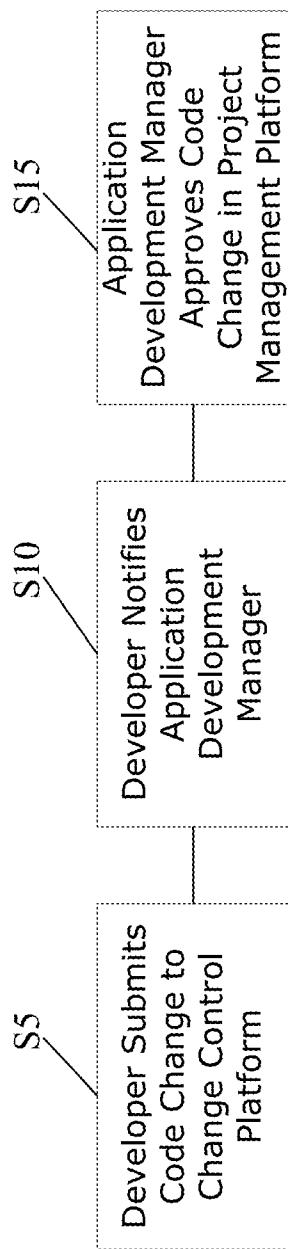 S5
Developer Submits
Code Change to
Change Control
Platform
S10
Developer Notifies
Application
Development
Manager
S15
Application
Development Manager
Approves Code
Change in Project
Management Platform